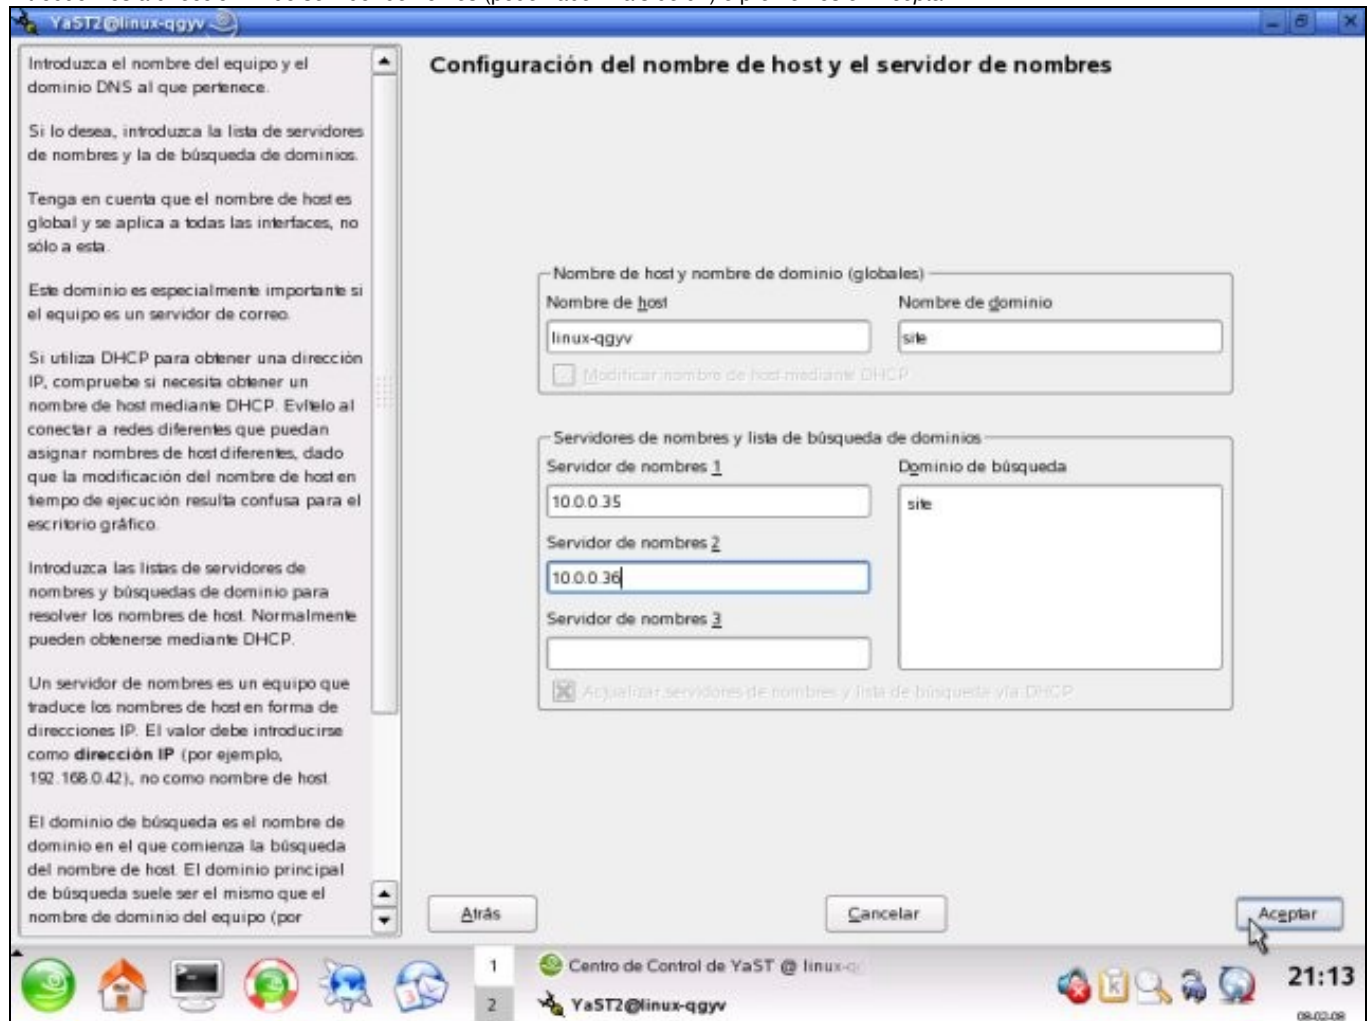 YaST2@linux-qgyv
Introduzca el nombre del equipo y el
dominio DNS al que pertenece.
Si lo desea, introduzca la lista de servidores
de nombres y la de búsqueda de dominios.
Tenga en cuenta que el nombre de host es
global y se aplica a todas las interfaces, no
sólo a esta.
Este dominio es especialmente importante si
el equipo es un servidor de correo.
Si utiliza DHCP para obtener una dirección
IP, compruebe si necesita obtener un
nombre de host mediante DHCP. Evítelo al
conectar a redes diferentes que puedan
asignar nombres de host diferentes, dado
que la modificación del nombre de host en
tiempo de ejecución resulta confusa para el
escritorio gráfico.
Introduzca las listas de servidores de
nombres y búsquedas de dominio para
resolver los nombres de host. Normalmente
pueden obtenerse mediante DHCP.
Un servidor de nombres es un equipo que
traduce los nombres de host en forma de
direcciones IP. El valor debe introducirse
como dirección IP (por ejemplo,
192.168.0.42), no como nombre de host.
El dominio de búsqueda es el nombre de
dominio en el que comienza la búsqueda
del nombre de host. El dominio principal
de búsqueda suele ser el mismo que el
nombre de dominio del equipo (por
Configuración del nombre de host y el servidor de nombres
Nombre de host y nombre de dominio (globales)
Nombre de host
linux-qgyv
Nombre de dominio
site
Modificar nombre de host mediante DHCP
Servidores de nombres y lista de búsqueda de dominios
Servidor de nombres 1
10.0.0.35
Servidor de nombres 2
10.0.0.36
Servidor de nombres 3
Dominio de búsqueda
site
Actualizar servidores de nombres y lista de búsqueda vía DHCP
Atrás
Cancelar
Aceptar
1
2
Centro de Control de YaST @ linux-q
YaST2@linux-qgyv
21:13
08-02-08